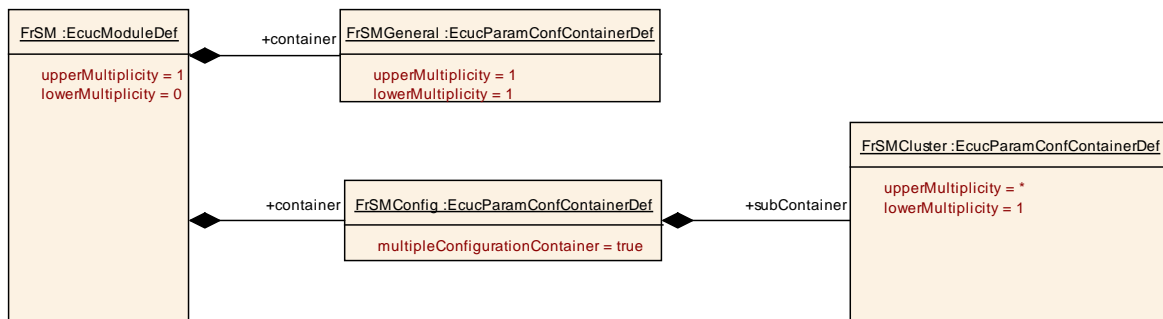 FrSM :EcucModuleDef
upperMultiplicity = 1
lowerMultiplicity = 0
+container
FrSMGeneral :EcucParamConfContainerDef
upperMultiplicity = 1
lowerMultiplicity = 1
+container
FrSMConfig :EcucParamConfContainerDef
multipleConfigurationContainer = true
+subContainer
FrSMCluster :EcucParamConfContainerDef
upperMultiplicity = *
lowerMultiplicity = 1